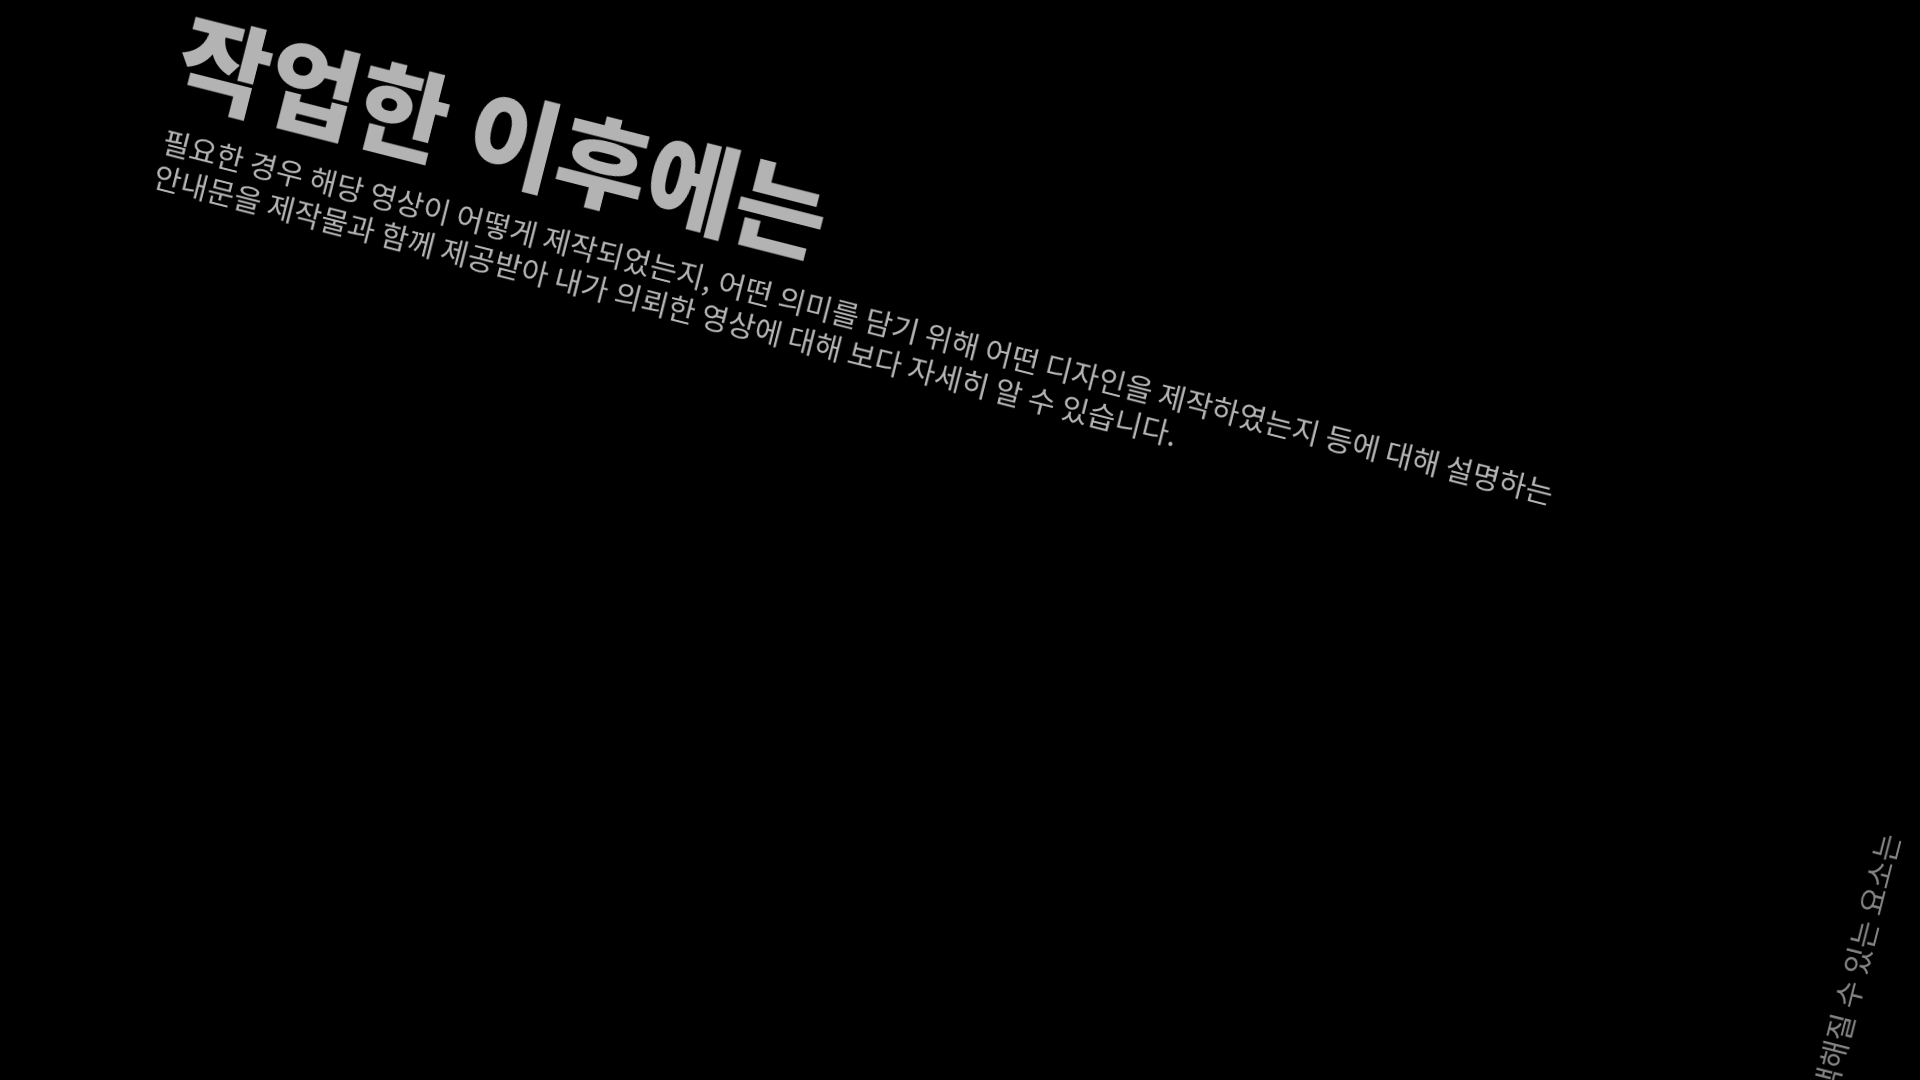 작업한 이후에는
필요한 경우 해당 영상이 어떻게 제작되었는지, 어떤 의미를 담기 위해 어떤 디자인을 제작하였는지 등에 대해 설명하는
안내문을 제작물과 함께 제공받아 내가 의뢰한 영상에 대해 보다 자세히 알 수 있습니다.
수 있는 요소는